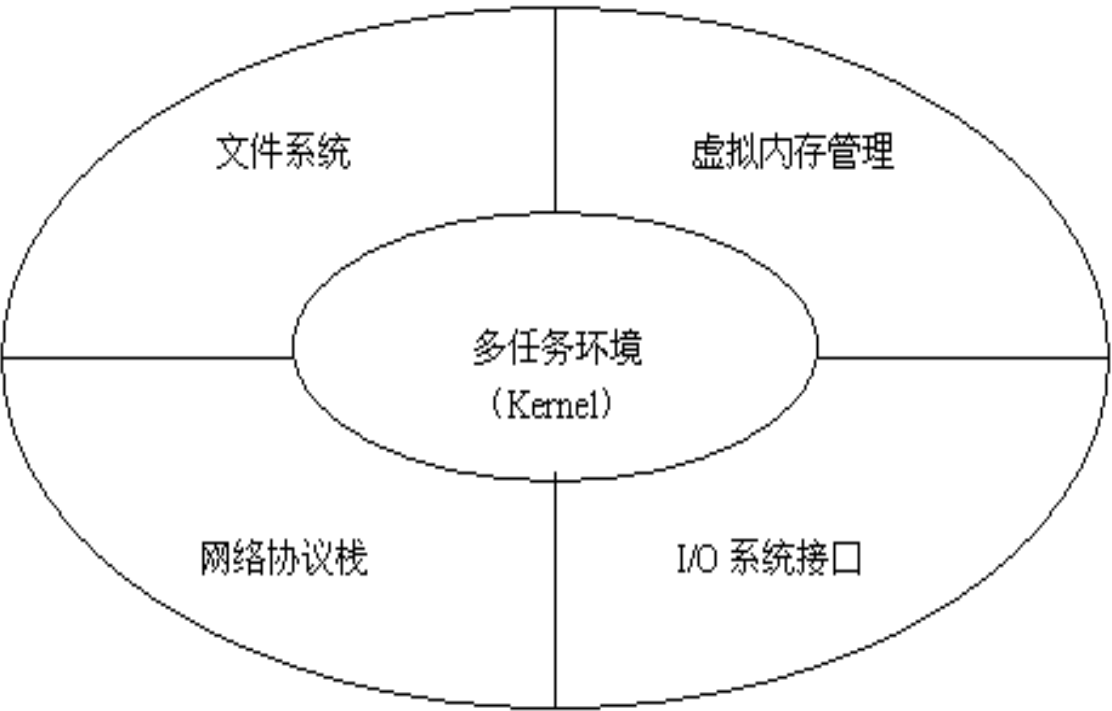 文件系统
虚拟内存管理
多任务环境
（Kernel）
网络协议栈
I/O 系统接口